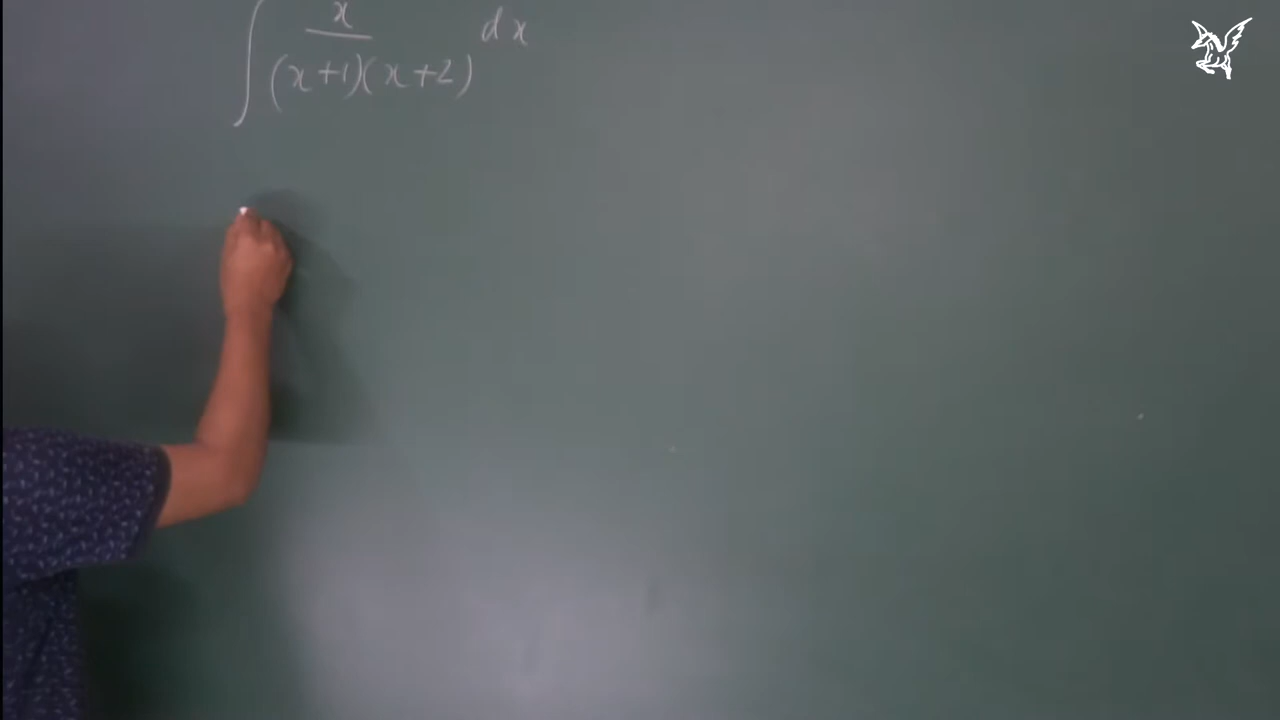 ∫ x/((x+1)(x+2)) dx